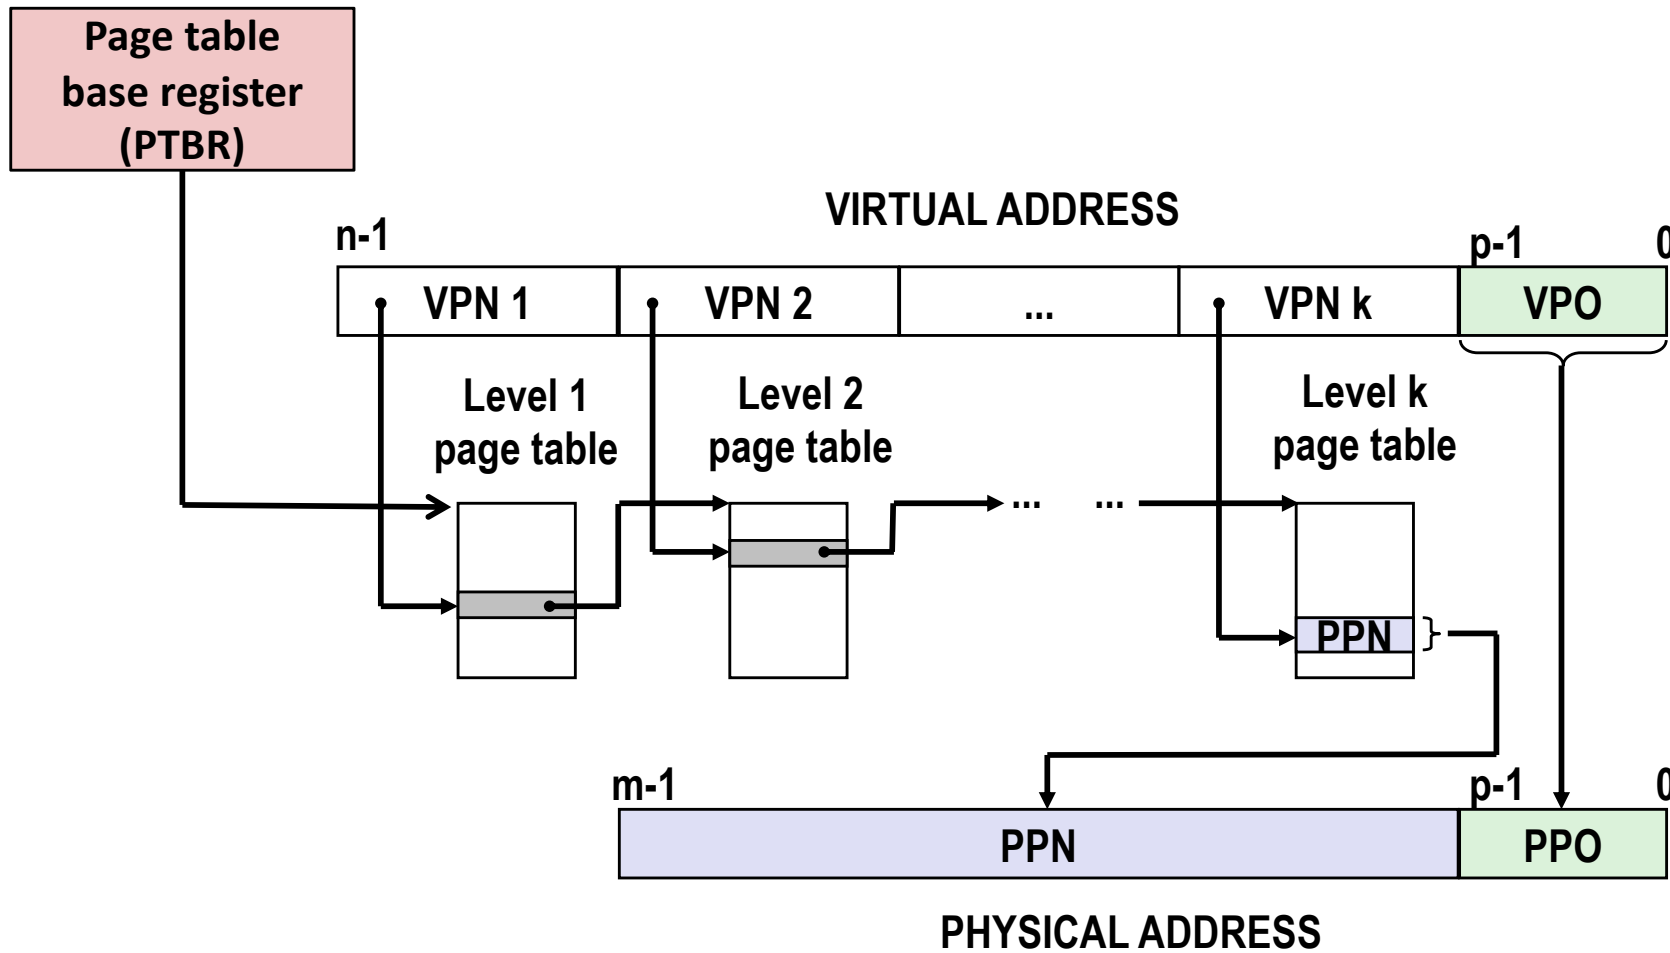 Page table
base register
(PTBR)
VIRTUAL ADDRESS
n-1
p-1
0
VPN 1
VPN 2
...
VPN k
VPO
Level 1
page table
Level 2
page table
Level k
page table
...
...
PPN
m-1
p-1
0
PPN
PPO
PHYSICAL ADDRESS